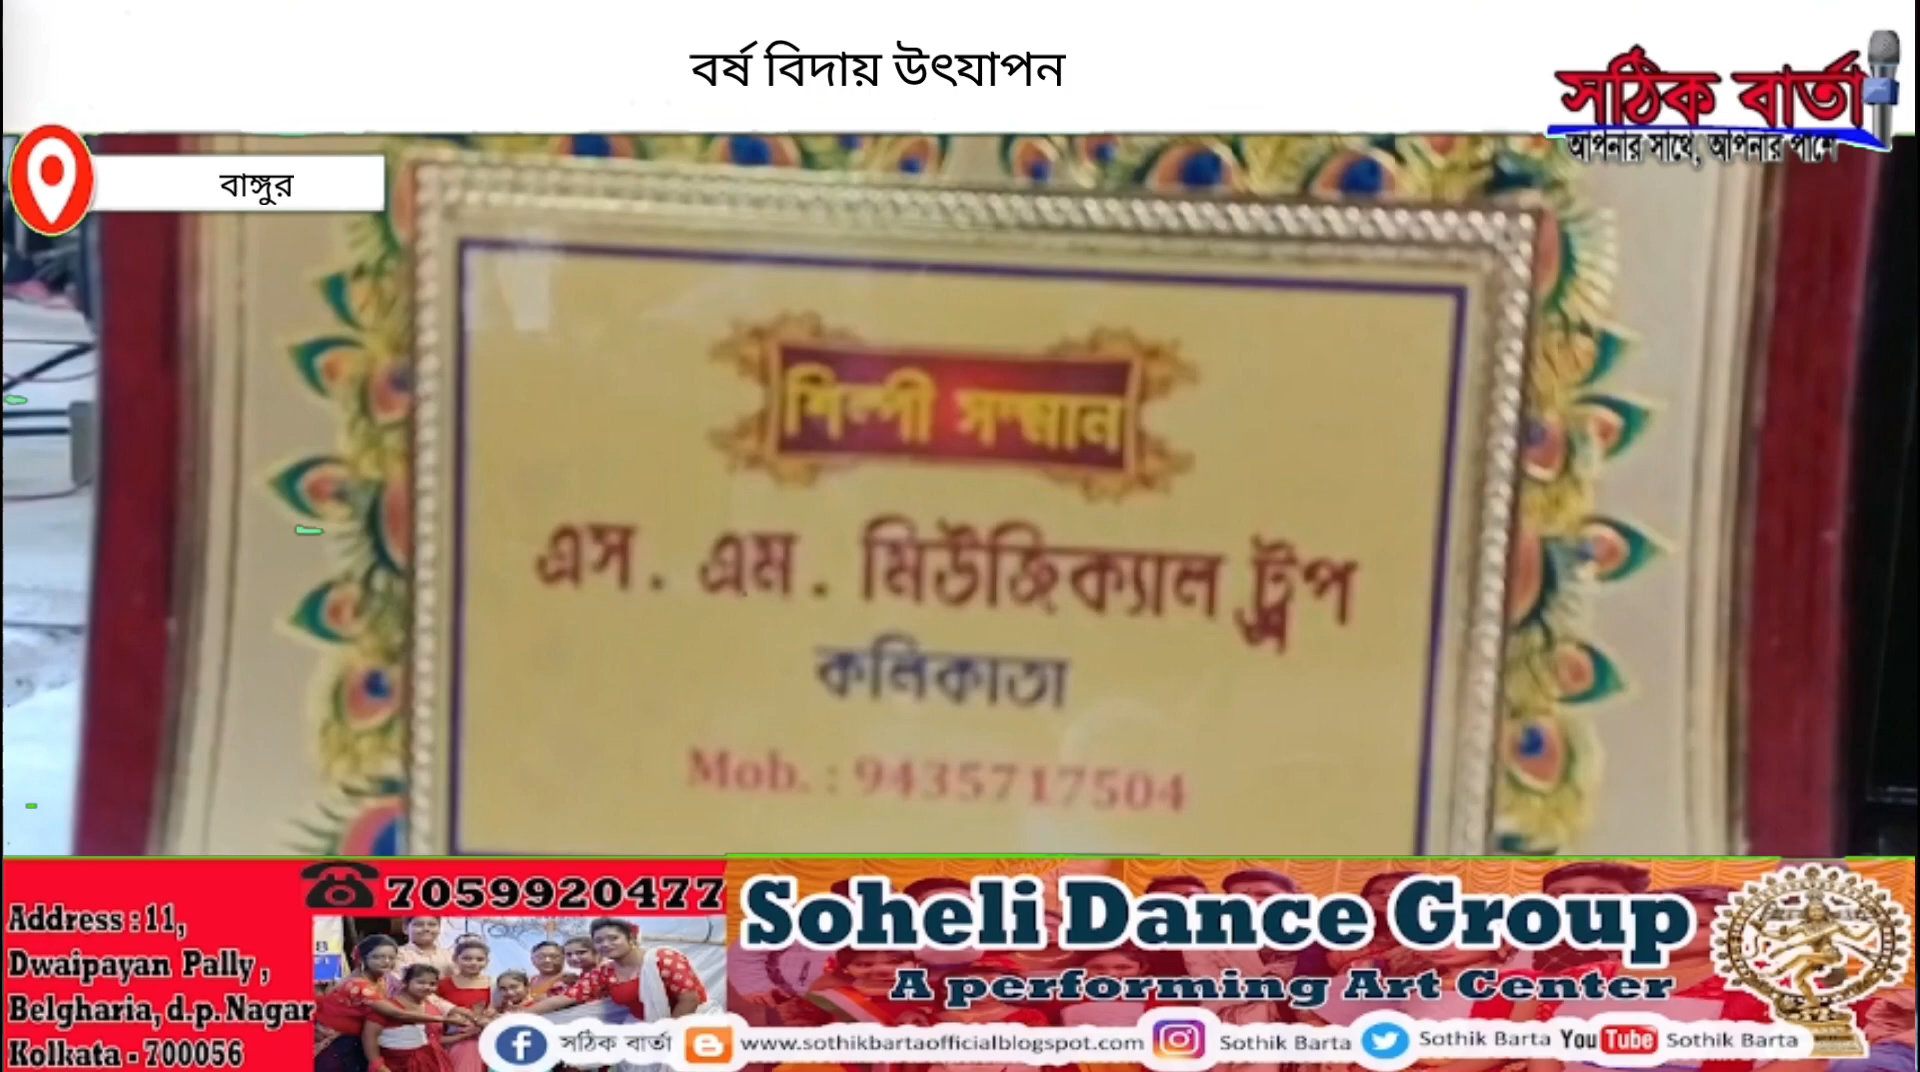 বর্ষ বিদায় উৎযাপন
সঠিক বার্তা
আপনার সাথে, আপনার পাশে
বাঙ্গুর
শিল্পী সম্মান
এস. এম. মিউজিক্যাল ট্রুপ
কলিকাতা
Mob. : 9435717504
7059920477
Address : 11,
Dwaipayan Pally,
Belgharia, d.p. Nagar
Kolkata - 700056
Soheli Dance Group
A performing Art Center
সঠিক বার্তা www.sothikbartaofficialblogspot.com Sothik Barta Sothik Barta You Tube Sothik Barta